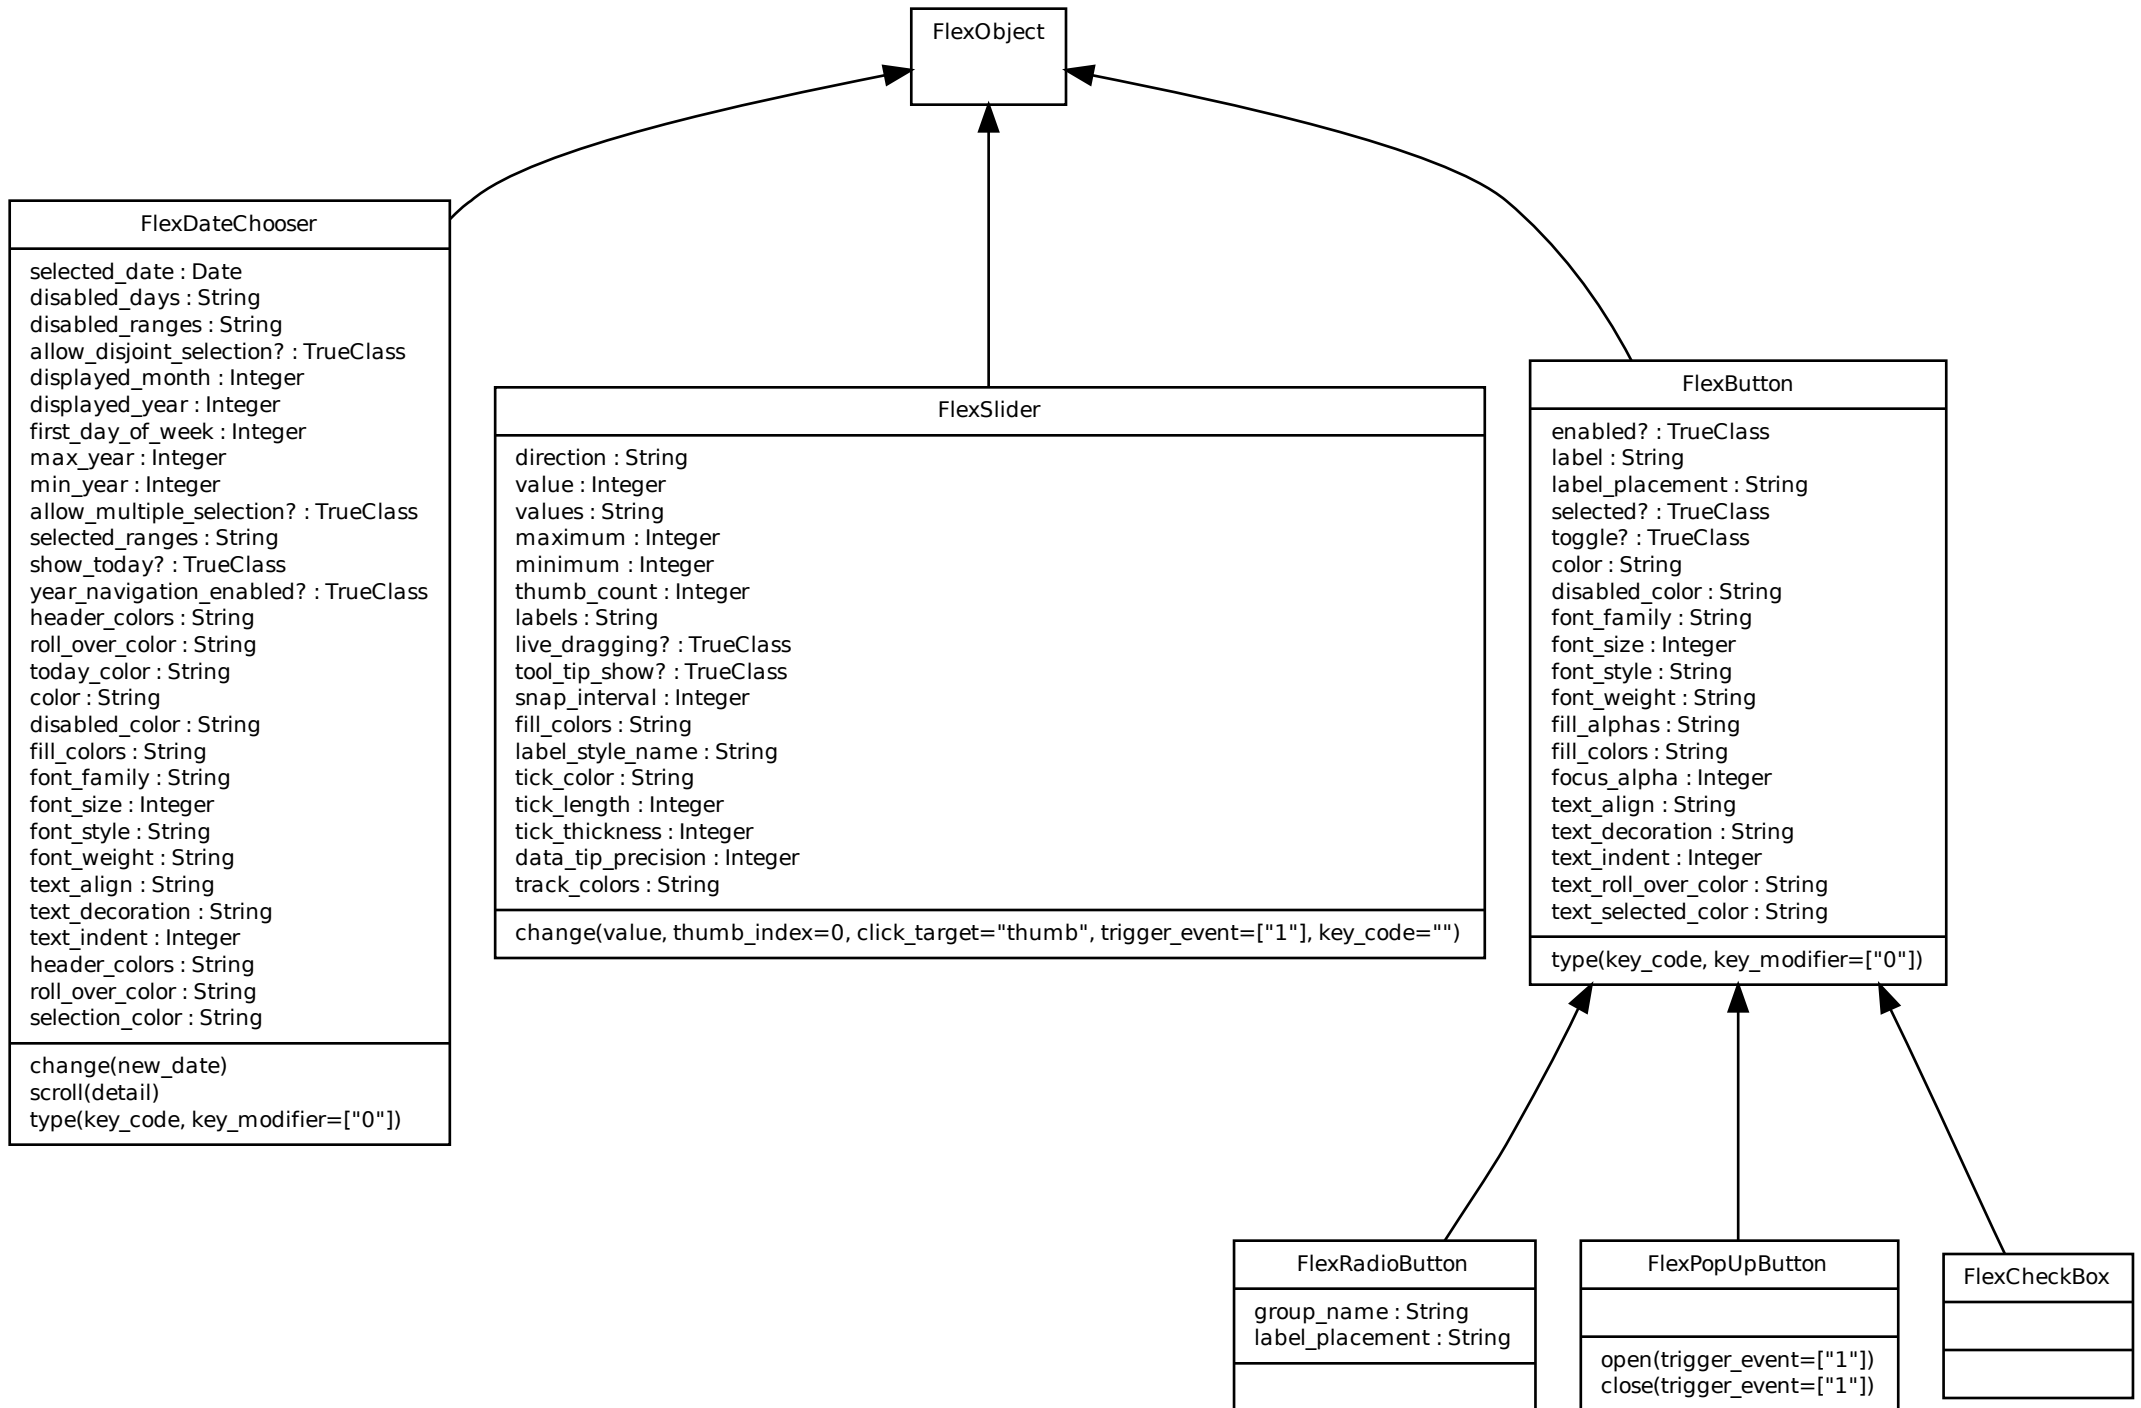 FlexObject
FlexDateChooser
selected_date : Date
disabled_days : String
disabled_ranges : String
allow_disjoint_selection? : TrueClass
displayed_month : Integer
displayed_year : Integer
first_day_of_week : Integer
max_year : Integer
min_year : Integer
allow_multiple_selection? : TrueClass
selected_ranges : String
show_today? : TrueClass
year_navigation_enabled? : TrueClass
header_colors : String
roll_over_color : String
today_color : String
color : String
disabled_color : String
fill_colors : String
font_family : String
font_size : Integer
font_style : String
font_weight : String
text_align : String
text_decoration : String
text_indent : Integer
header_colors : String
roll_over_color : String
selection_color : String
change(new_date)
scroll(detail)
type(key_code, key_modifier=["0"])
FlexSlider
direction : String
value : Integer
values : String
maximum : Integer
minimum : Integer
thumb_count : Integer
labels : String
live_dragging? : TrueClass
tool_tip_show? : TrueClass
snap_interval : Integer
fill_colors : String
label_style_name : String
tick_color : String
tick_length : Integer
tick_thickness : Integer
data_tip_precision : Integer
track_colors : String
change(value, thumb_index=0, click_target="thumb", trigger_event=["1"], key_code="")
FlexButton
enabled? : TrueClass
label : String
label_placement : String
selected? : TrueClass
toggle? : TrueClass
color : String
disabled_color : String
font_family : String
font_size : Integer
font_style : String
font_weight : String
fill_alphas : String
fill_colors : String
focus_alpha : Integer
text_align : String
text_decoration : String
text_indent : Integer
text_roll_over_color : String
text_selected_color : String
type(key_code, key_modifier=["0"])
FlexRadioButton
group_name : String
label_placement : String
FlexPopUpButton
open(trigger_event=["1"])
close(trigger_event=["1"])
FlexCheckBox